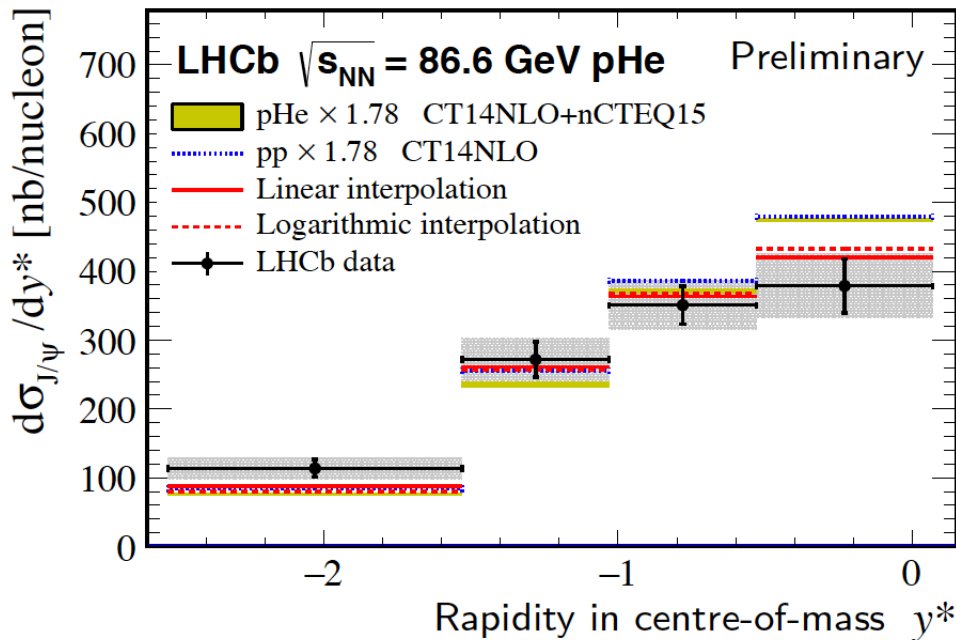 LHCb √sNN = 86.6 GeV pHe
Preliminary
pHe × 1.78 CT14NLO+nCTEQ15
pp × 1.78 CT14NLO
Linear interpolation
Logarithmic interpolation
LHCb data
dσJ/ψ/dy* [nb/nucleon]
700
600
500
400
300
200
100
0
−2 −1 0
Rapidity in centre-of-mass y*